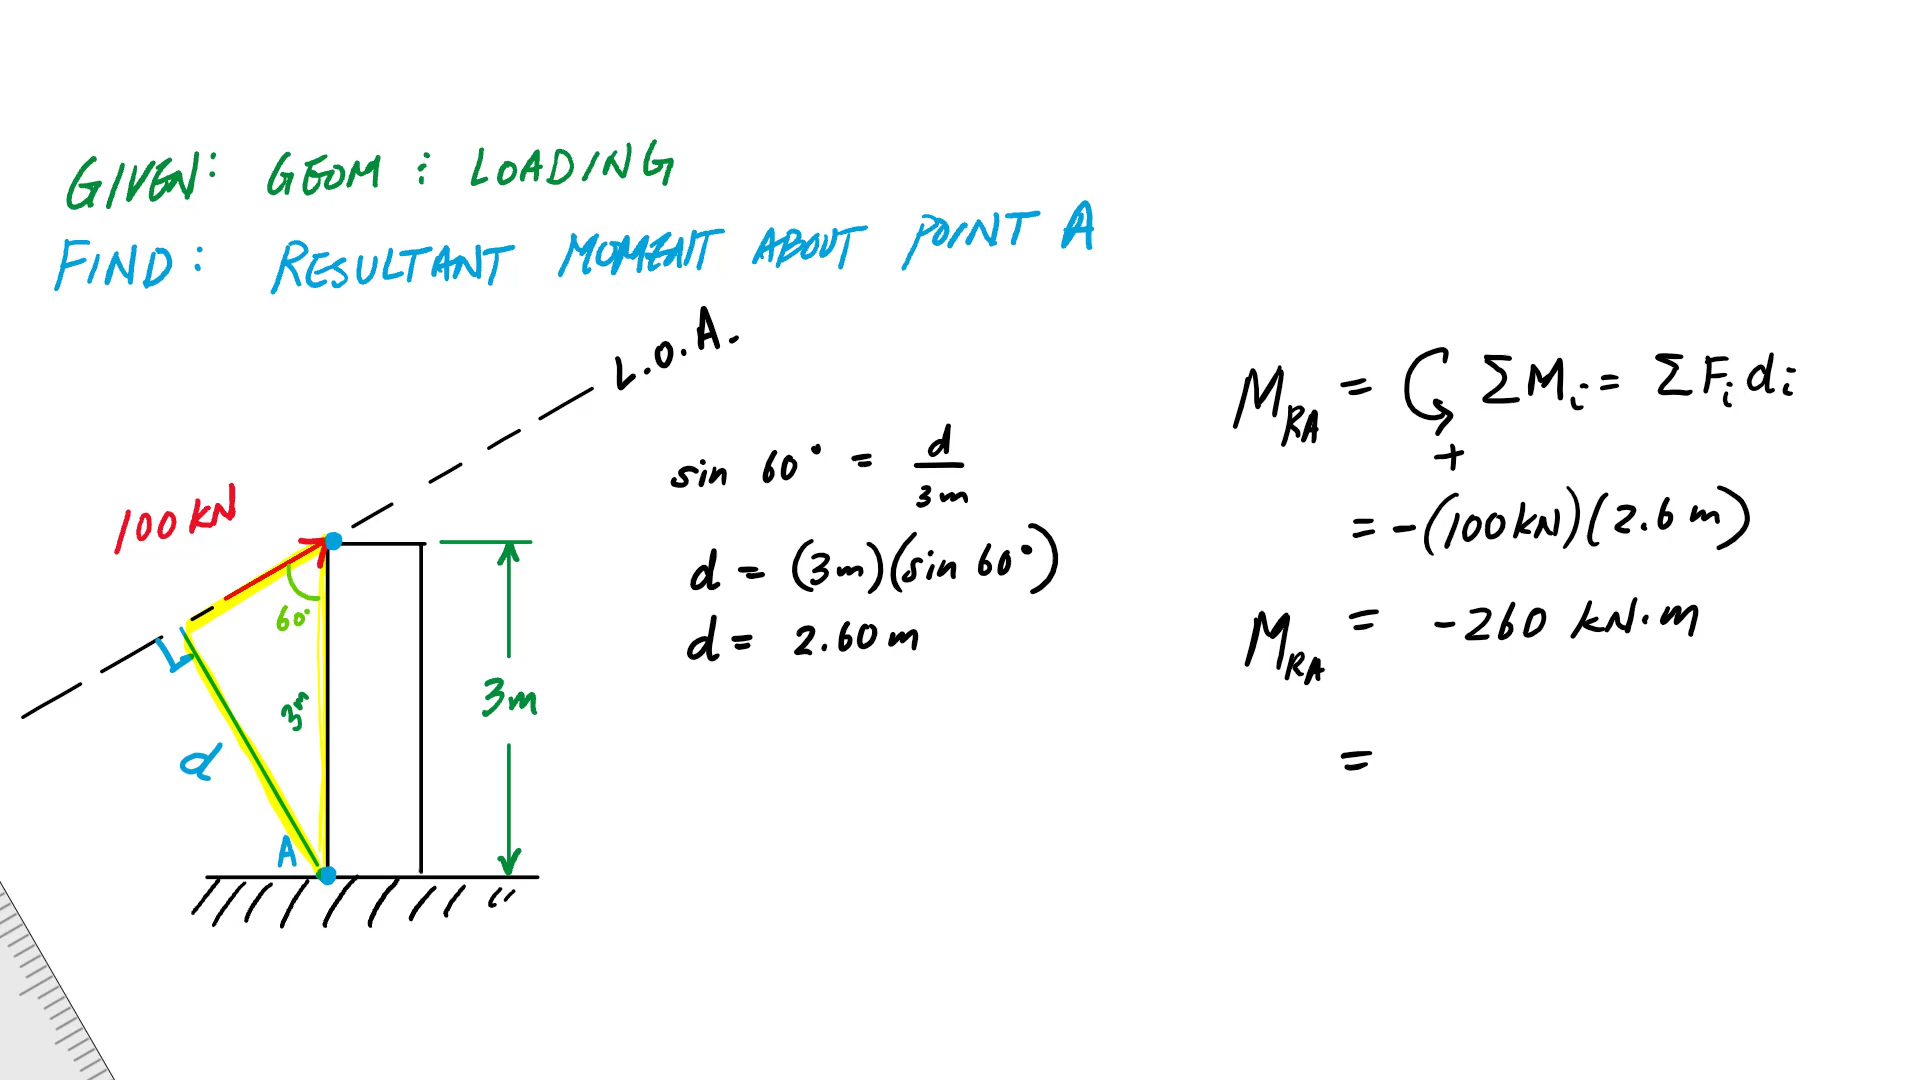 GIVEN: GEOM & LOADING
FIND: RESULTANT MOMENT ABOUT POINT A
L.O.A.
100 kN
60°
3m
3m
d
A
sin 60° = d/3m
d = (3m)(sin 60°)
d = 2.60 m
M_RA = ↺+ ΣM_i = ΣF_i d_i
= -(100 kN)(2.6 m)
M_RA = -260 kN·m
=